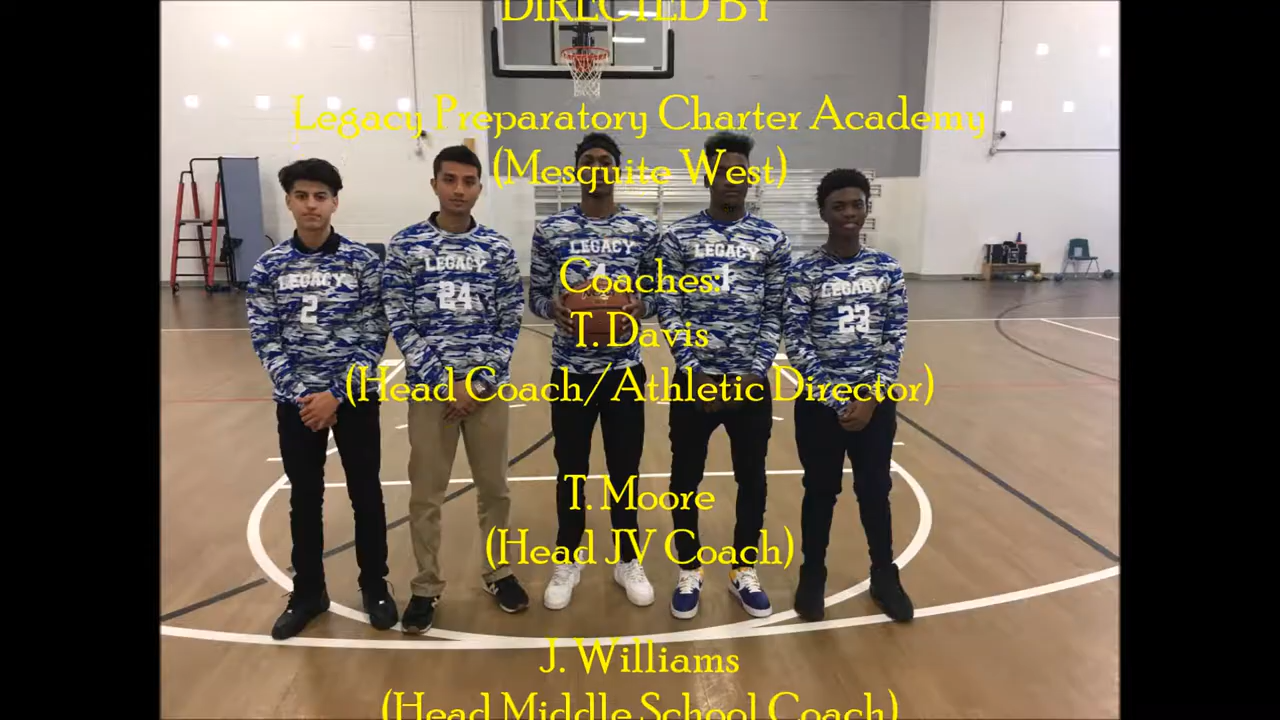 DIRECTED BY
Legacy Preparatory Charter Academy
(Mesquite West)
Coaches:
T. Davis
(Head Coach/Athletic Director)
T. Moore
(Head JV Coach)
J. Williams
(Head Middle School Coach)
LEGACY
2
LEGACY
24
LEGACY
LEGACY
1
LEGACY
23